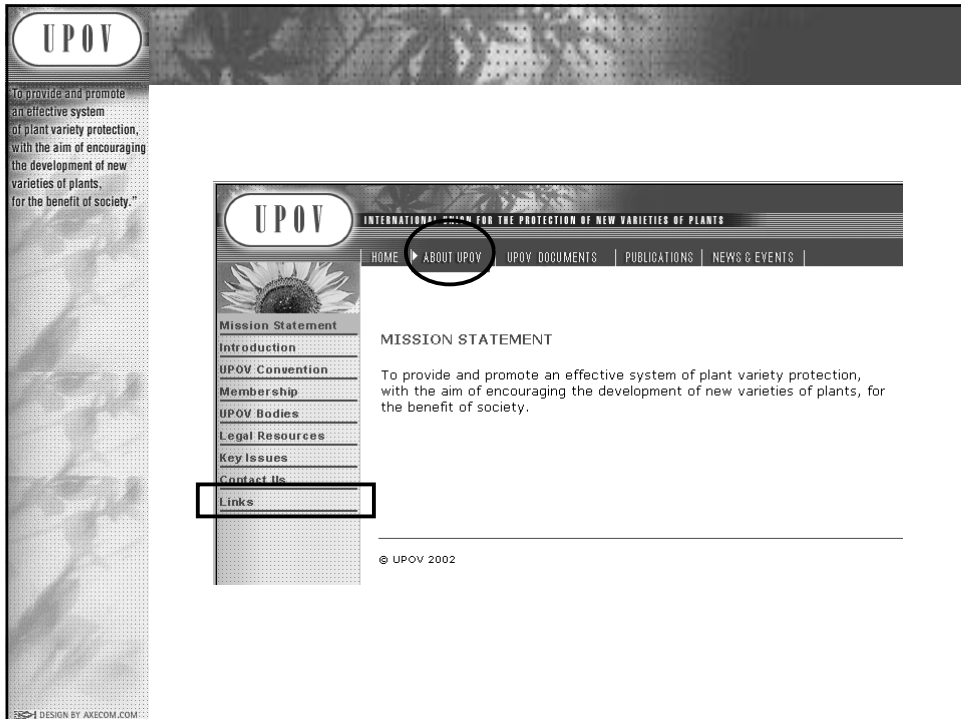 UPOV
"To provide and promote
an effective system
of plant variety protection,
with the aim of encouraging
the development of new
varieties of plants,
for the benefit of society."
UPOV
INTERNATIONAL UNION FOR THE PROTECTION OF NEW VARIETIES OF PLANTS
HOME ABOUT UPOV UPOV DOCUMENTS PUBLICATIONS NEWS & EVENTS
Mission Statement
Introduction
UPOV Convention
Membership
UPOV Bodies
Legal Resources
Key Issues
Contact Us
Links
MISSION STATEMENT
To provide and promote an effective system of plant variety protection,
with the aim of encouraging the development of new varieties of plants, for
the benefit of society.
© UPOV 2002
DESIGN BY AXECOM.COM